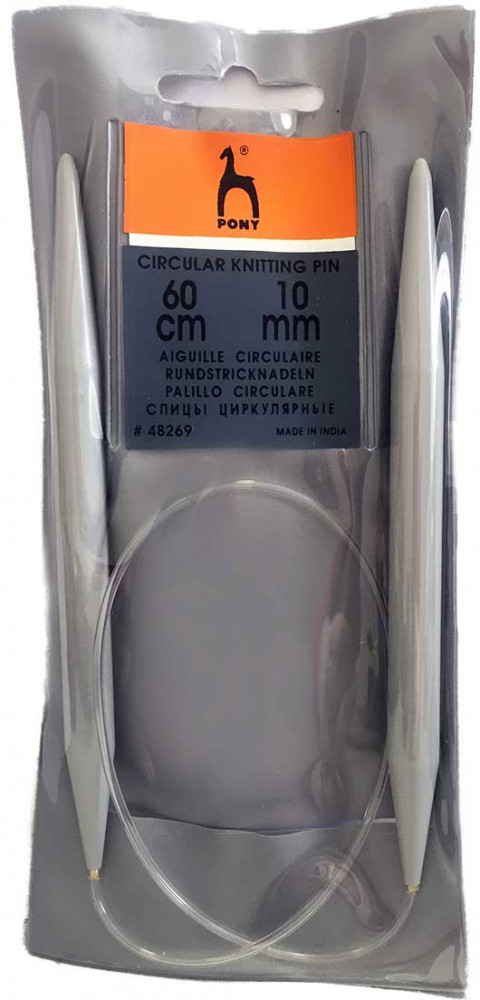 ®
PONY
CIRCULAR KNITTING PIN
60 10
cm mm
AIGUILLE CIRCULAIRE
RUNDSTRICKNADELN
PALILLO CIRCULARE
СПИЦЫ ЦИРКУЛЯРНЫЕ
# 48269 MADE IN INDIA